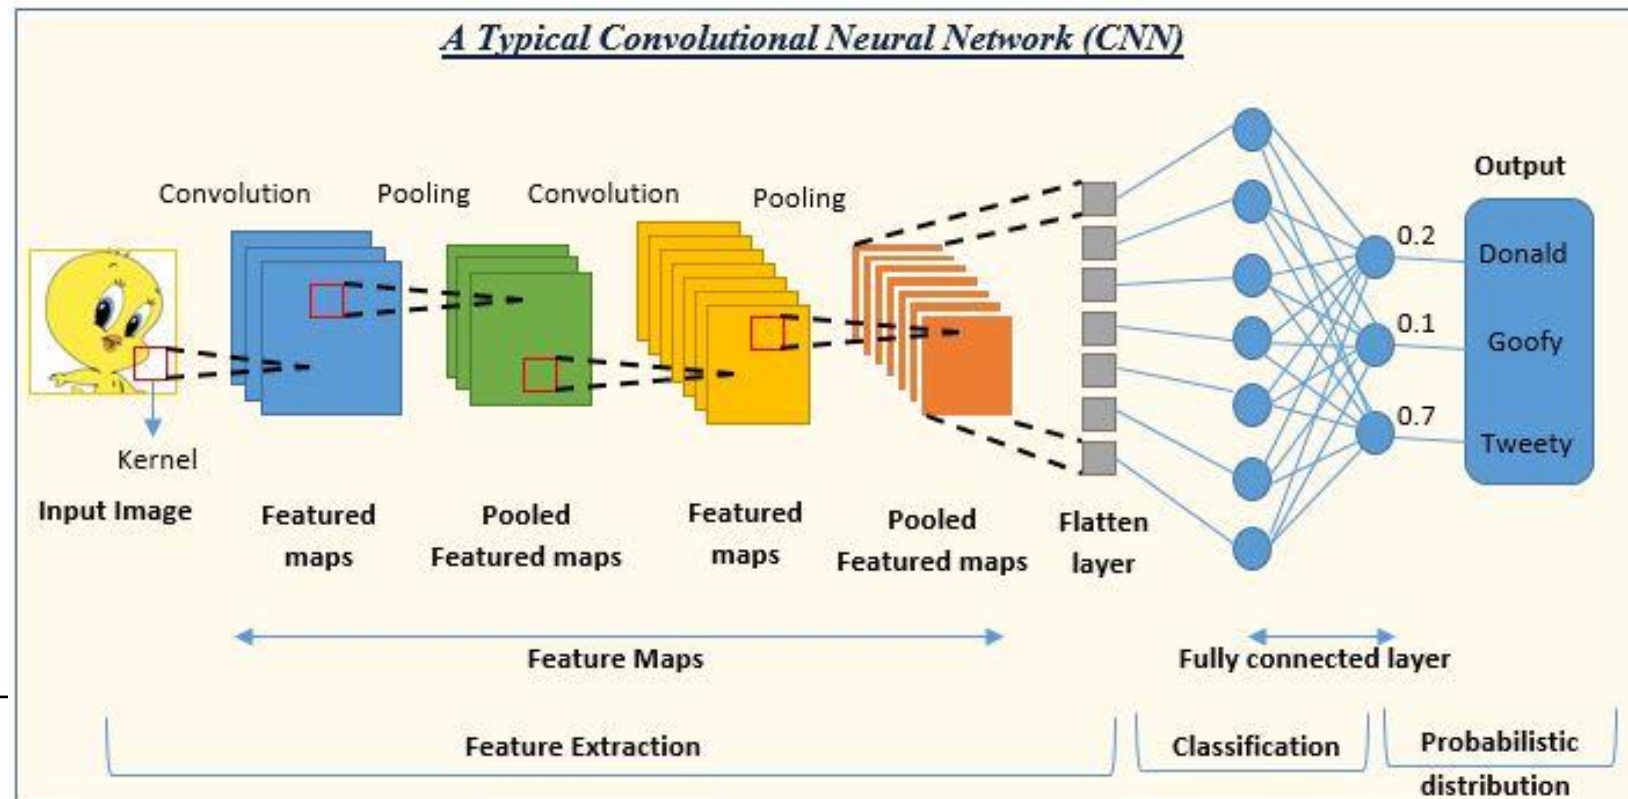 A Typical Convolutional Neural Network (CNN)
Convolution
Pooling
Convolution
Pooling
Output
0.2
Donald
0.1
Goofy
0.7
Tweety
Kernel
Input Image
Featured
maps
Pooled
Featured maps
Featured
maps
Pooled
Featured maps
Flatten
layer
Feature Maps
Fully connected layer
Feature Extraction
Classification
Probabilistic
distribution